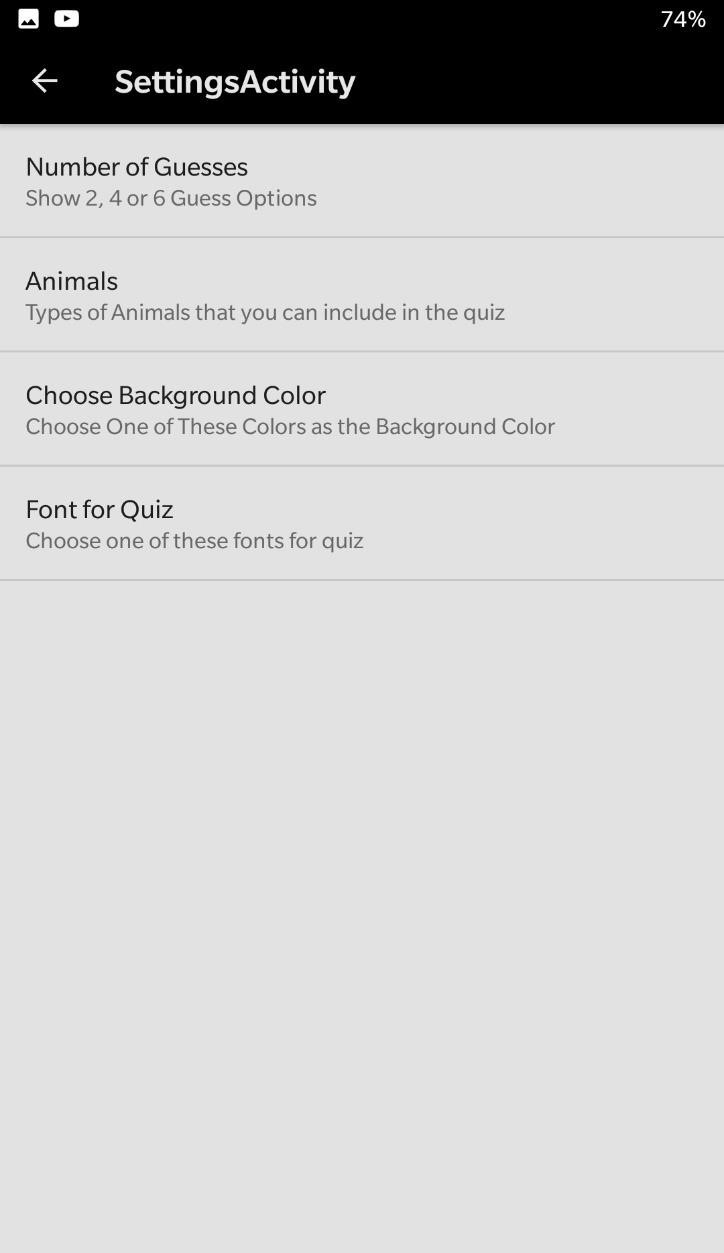 74%
SettingsActivity
Number of Guesses
Show 2, 4 or 6 Guess Options
Animals
Types of Animals that you can include in the quiz
Choose Background Color
Choose One of These Colors as the Background Color
Font for Quiz
Choose one of these fonts for quiz